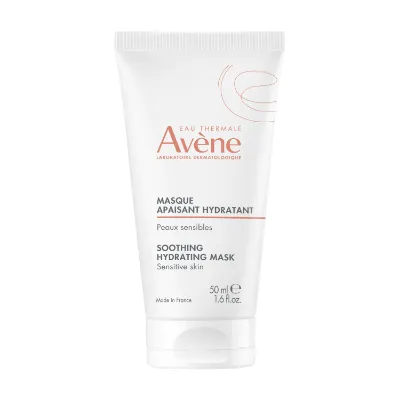 EAU THERMALE
Avène
LABORATOIRE DERMATOLOGIQUE
MASQUE
APAISANT HYDRATANT
Peaux sensibles
SOOTHING
HYDRATING MASK
Sensitive skin
50 ml ℮
Made in France 1.6 fl.oz.